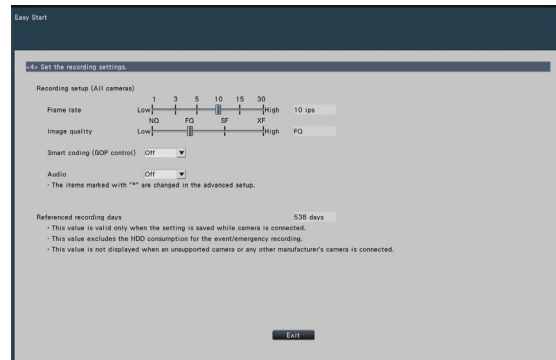 Easy Start
<4> Set the recording settings.
Recording setup (All cameras)
1 3 5 10 15 30
Frame rate Low High 10 ips
NQ FQ SF XF
Image quality Low High FQ
Smart coding (GOP control) Off
Audio Off
· The items marked with "*" are changed in the advanced setup.
Referenced recording days 538 days
· This value is valid only when the setting is saved while camera is connected.
· This value excludes the HDD consumption for the event/emergency recording.
· This value is not displayed when an unsupported camera or any other manufacturer's camera is connected.
Exit